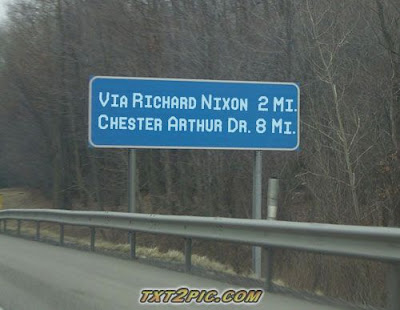 Via Richard Nixon 2 Mi.
Chester Arthur Dr. 8 Mi.
TXT2PIC.COM